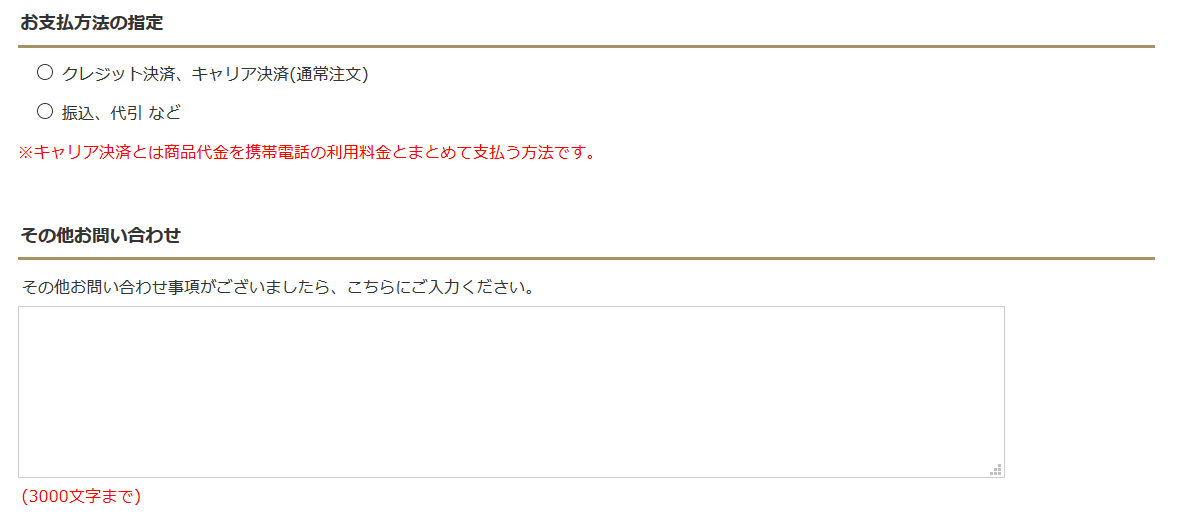 お支払方法の指定
クレジット決済、キャリア決済(通常注文)
振込、代引 など
※キャリア決済とは商品代金を携帯電話の利用料金とまとめて支払う方法です。
その他お問い合わせ
その他お問い合わせ事項がございましたら、こちらにご入力ください。
(3000文字まで)